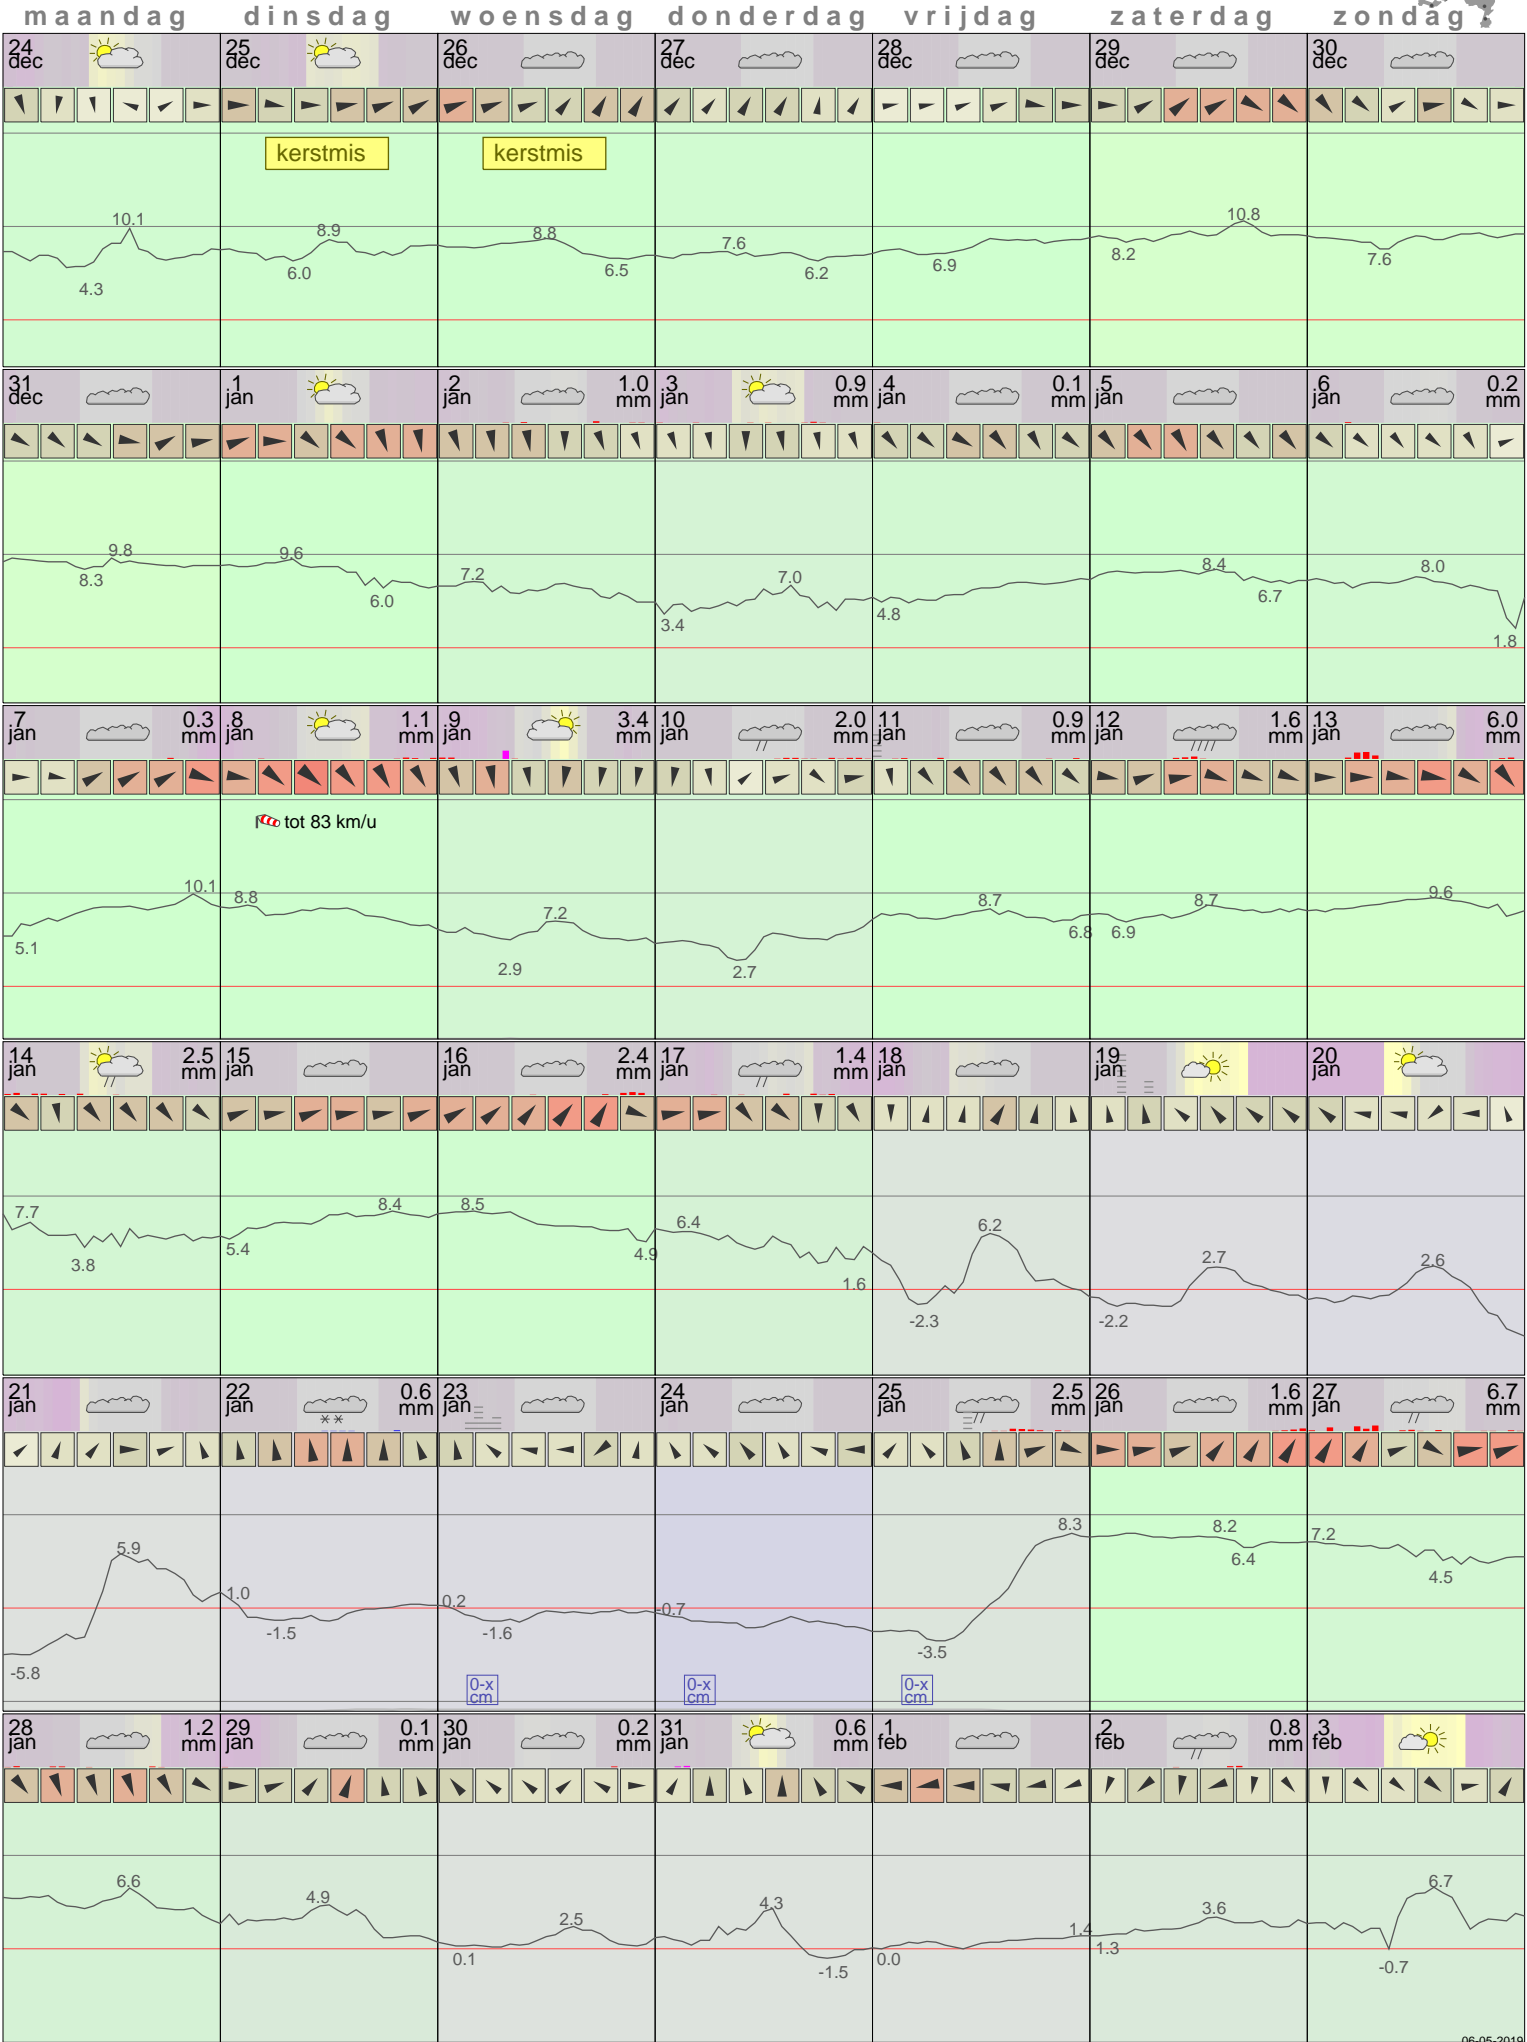 maandag dinsdag woensdag donderdag vrijdag zaterdag zondag
24 25 26 27 28 29 30
dec dec dec dec dec dec dec
kerstmis kerstmis
10.1 4.3 8.9 6.0 8.8 6.5 7.6 6.2 6.9 8.2 10.8 7.6
31 1 2 1.0 3 0.9 4 0.1 5 6 0.2
dec jan jan mm jan mm jan mm jan jan mm
9.8 8.3 9.6 6.0 7.2 3.4 7.0 4.8 8.4 6.7 8.0 1.8
7 0.3 8 1.1 9 3.4 10 2.0 11 0.9 12 1.6 13 6.0
jan mm jan mm jan mm jan mm jan mm jan mm jan mm
tot 83 km/u
5.1 10.1 8.8 2.9 7.2 2.7 8.7 6.8 6.9 8.7 9.6
14 2.5 15 16 2.4 17 1.4 18 19 20
jan mm jan jan mm jan mm jan jan jan
7.7 3.8 5.4 8.4 8.5 4.9 6.4 1.6 -2.3 6.2 -2.2 2.7 2.6
21 22 0.6 23 24 25 2.5 26 1.6 27 6.7
jan jan mm jan jan jan mm jan mm jan mm
-5.8 5.9 1.0 -1.5 0.2 -1.6 -0.7 -3.5 8.3 8.2 6.4 7.2 4.5
0-x 0-x 0-x
cm cm cm
28 1.2 29 0.1 30 0.2 31 0.6 1 2 0.8 3
jan mm jan mm jan mm jan mm feb feb mm feb
6.6 4.9 0.1 2.5 4.3 -1.5 0.0 1.4 1.3 3.6 -0.7 6.7
06-05-2019